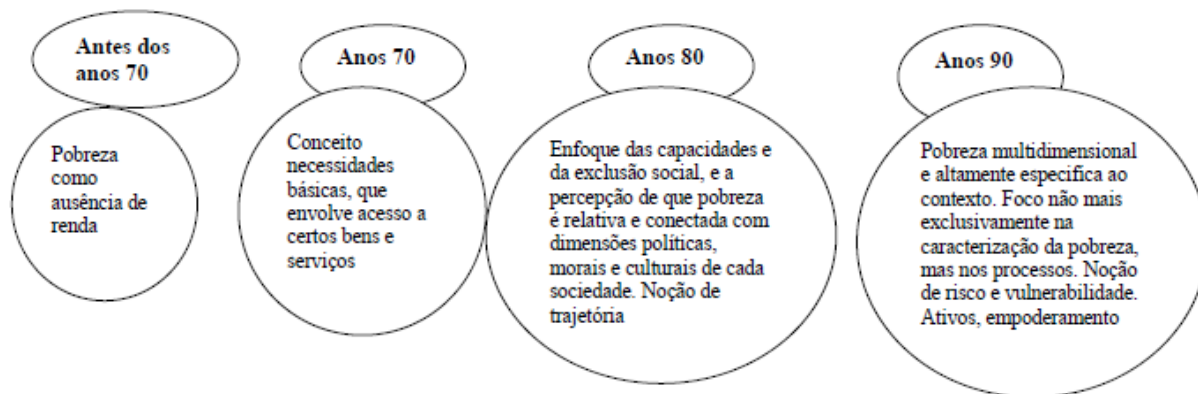 Antes dos
anos 70
Pobreza
como
ausência de
renda
Anos 70
Conceito
necessidades
básicas, que
envolve acesso a
certos bens e
serviços
Anos 80
Enfoque das capacidades e
da exclusão social, e a
percepção de que pobreza
é relativa e conectada com
dimensões políticas,
morais e culturais de cada
sociedade. Noção de
trajetória
Anos 90
Pobreza multidimensional
e altamente específica ao
contexto. Foco não mais
exclusivamente na
caracterização da pobreza,
mas nos processos. Noção
de risco e vulnerabilidade.
Ativos, empoderamento